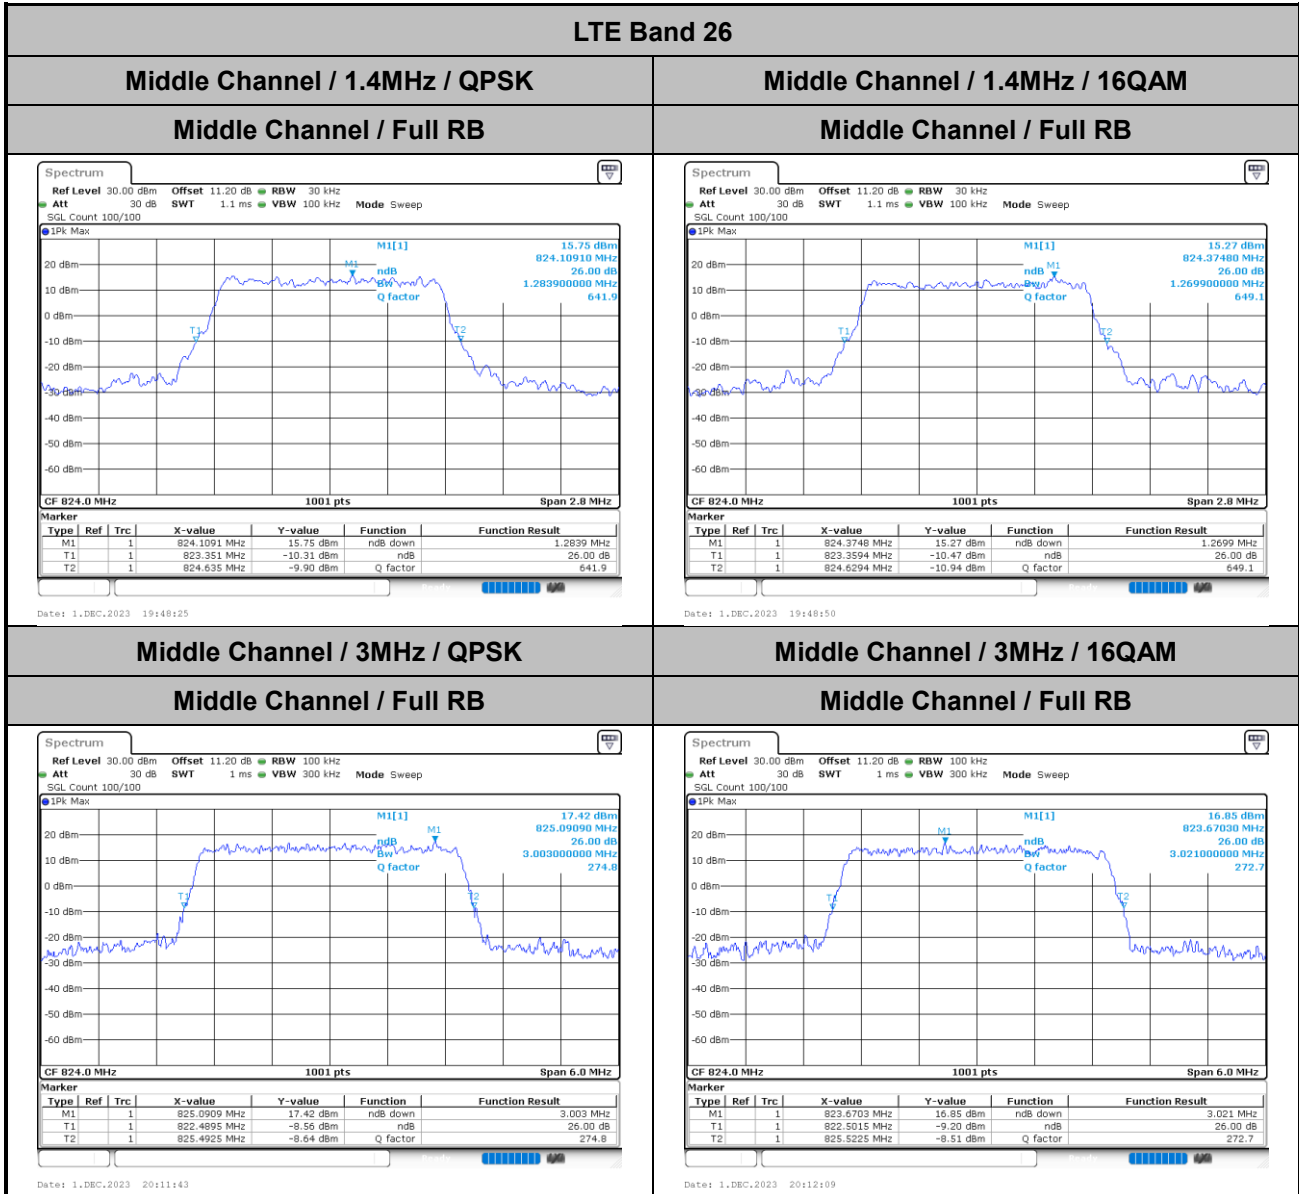 LTE Band 26
Middle Channel / 1.4MHz / QPSK
Middle Channel / 1.4MHz / 16QAM
Middle Channel / Full RB
Middle Channel / Full RB
Spectrum
Ref Level 30.00 dBm Offset 11.20 dB RBW 30 kHz
Att 30 dB SWT 1.1 ms VBW 100 kHz Mode Sweep
SGL Count 100/100
1Pk Max
M1[1] 15.75 dBm
824.10910 MHz
ndB 26.00 dB
Bw 1.283900000 MHz
Q factor 641.9
M1
T1
T2
20 dBm
10 dBm
0 dBm
-10 dBm
-20 dBm
-30 dBm
-40 dBm
-50 dBm
-60 dBm
CF 824.0 MHz 1001 pts Span 2.8 MHz
Marker
Type Ref Trc X-value Y-value Function Function Result
M1 1 824.1091 MHz 15.75 dBm ndB down 1.2839 MHz
T1 1 823.351 MHz -10.31 dBm ndB 26.00 dB
T2 1 824.635 MHz -9.90 dBm Q factor 641.9
Date: 1.DEC.2023 19:48:25
Spectrum
Ref Level 30.00 dBm Offset 11.20 dB RBW 30 kHz
Att 30 dB SWT 1.1 ms VBW 100 kHz Mode Sweep
SGL Count 100/100
1Pk Max
M1[1] 15.27 dBm
824.37480 MHz
ndB 26.00 dB
Bw 1.269900000 MHz
Q factor 649.1
M1
T1
T2
20 dBm
10 dBm
0 dBm
-10 dBm
-20 dBm
-30 dBm
-40 dBm
-50 dBm
-60 dBm
CF 824.0 MHz 1001 pts Span 2.8 MHz
Marker
Type Ref Trc X-value Y-value Function Function Result
M1 1 824.3748 MHz 15.27 dBm ndB down 1.2699 MHz
T1 1 823.3594 MHz -10.47 dBm ndB 26.00 dB
T2 1 824.6294 MHz -10.94 dBm Q factor 649.1
Date: 1.DEC.2023 19:48:50
Middle Channel / 3MHz / QPSK
Middle Channel / 3MHz / 16QAM
Middle Channel / Full RB
Middle Channel / Full RB
Spectrum
Ref Level 30.00 dBm Offset 11.20 dB RBW 100 kHz
Att 30 dB SWT 1 ms VBW 300 kHz Mode Sweep
SGL Count 100/100
1Pk Max
M1[1] 17.42 dBm
825.09090 MHz
ndB 26.00 dB
Bw 3.003000000 MHz
Q factor 274.8
M1
T1
T2
20 dBm
10 dBm
0 dBm
-10 dBm
-20 dBm
-30 dBm
-40 dBm
-50 dBm
-60 dBm
CF 824.0 MHz 1001 pts Span 6.0 MHz
Marker
Type Ref Trc X-value Y-value Function Function Result
M1 1 825.0909 MHz 17.42 dBm ndB down 3.003 MHz
T1 1 822.4895 MHz -8.56 dBm ndB 26.00 dB
T2 1 825.4925 MHz -8.64 dBm Q factor 274.8
Date: 1.DEC.2023 20:11:43
Spectrum
Ref Level 30.00 dBm Offset 11.20 dB RBW 100 kHz
Att 30 dB SWT 1 ms VBW 300 kHz Mode Sweep
SGL Count 100/100
1Pk Max
M1[1] 16.85 dBm
823.67030 MHz
ndB 26.00 dB
Bw 3.021000000 MHz
Q factor 272.7
M1
T1
T2
20 dBm
10 dBm
0 dBm
-10 dBm
-20 dBm
-30 dBm
-40 dBm
-50 dBm
-60 dBm
CF 824.0 MHz 1001 pts Span 6.0 MHz
Marker
Type Ref Trc X-value Y-value Function Function Result
M1 1 823.6703 MHz 16.85 dBm ndB down 3.021 MHz
T1 1 822.5015 MHz -9.20 dBm ndB 26.00 dB
T2 1 825.5225 MHz -8.51 dBm Q factor 272.7
Date: 1.DEC.2023 20:12:09